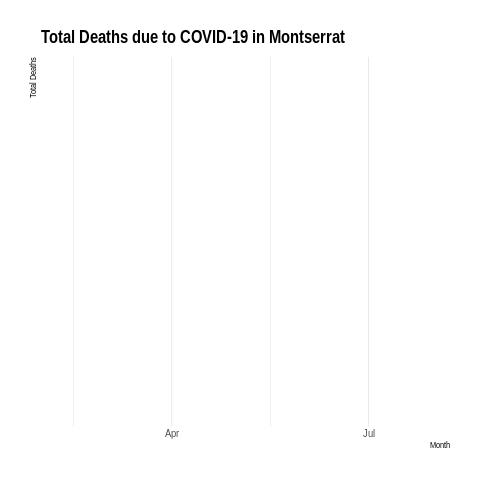 Total Deaths due to COVID-19 in Montserrat
Total Deaths
Apr
Jul
Month